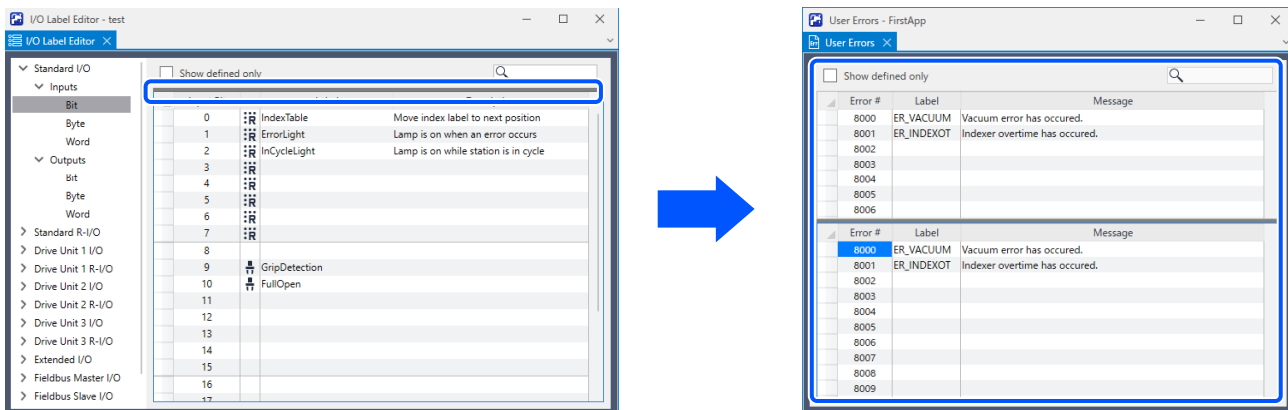 I/O Label Editor - test
I/O Label Editor
Standard I/O
Inputs
Bit
Byte
Word
Outputs
Bit
Byte
Word
Standard R-I/O
Drive Unit 1 I/O
Drive Unit 1 R-I/O
Drive Unit 2 I/O
Drive Unit 2 R-I/O
Drive Unit 3 I/O
Drive Unit 3 R-I/O
Extended I/O
Fieldbus Master I/O
Fieldbus Slave I/O
Show defined only
0 IndexTable Move index label to next position
1 ErrorLight Lamp is on when an error occurs
2 InCycleLight Lamp is on while station is in cycle
3
4
5
6
7
8
9 GripDetection
10 FullOpen
11
12
13
14
15
16
17
User Errors - FirstApp
User Errors
Show defined only
Error # Label Message
8000 ER_VACUUM Vacuum error has occured.
8001 ER_INDEXOT Indexer overtime has occured.
8002
8003
8004
8005
8006
Error # Label Message
8000 ER_VACUUM Vacuum error has occured.
8001 ER_INDEXOT Indexer overtime has occured.
8002
8003
8004
8005
8006
8007
8008
8009